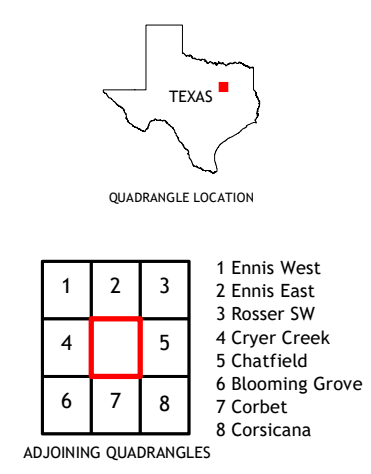 TEXAS
QUADRANGLE LOCATION
1 2 3
4 5
6 7 8
1 Ennis West
2 Ennis East
3 Rosser SW
4 Cryer Creek
5 Chatfield
6 Blooming Grove
7 Corbet
8 Corsicana
ADJOINING QUADRANGLES